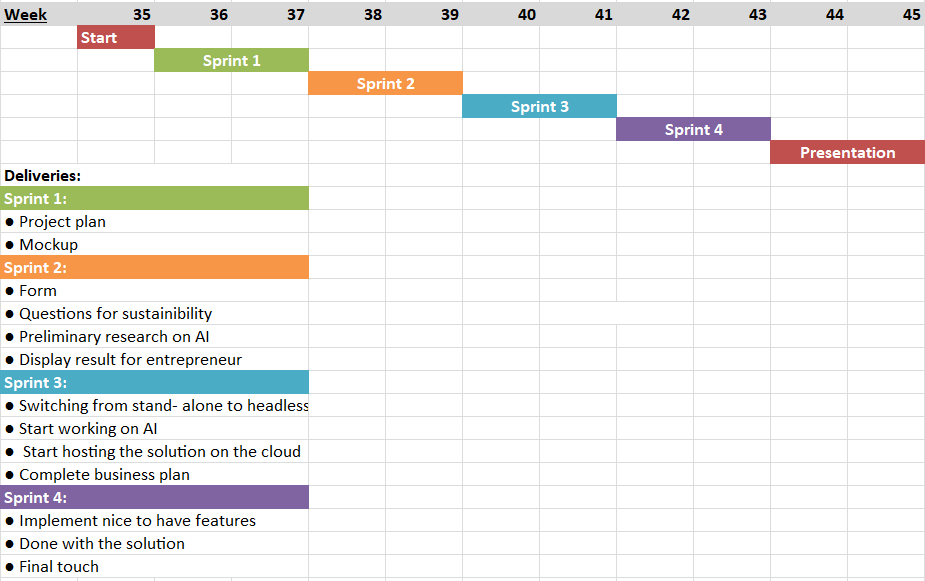 Week 35 36 37 38 39 40 41 42 43 44 45
Start
Sprint 1
Sprint 2
Sprint 3
Sprint 4
Presentation
Deliveries:
Sprint 1:
● Project plan
● Mockup
Sprint 2:
● Form
● Questions for sustainibility
● Preliminary research on AI
● Display result for entrepreneur
Sprint 3:
● Switching from stand- alone to headless
● Start working on AI
● Start hosting the solution on the cloud
● Complete business plan
Sprint 4:
● Implement nice to have features
● Done with the solution
● Final touch